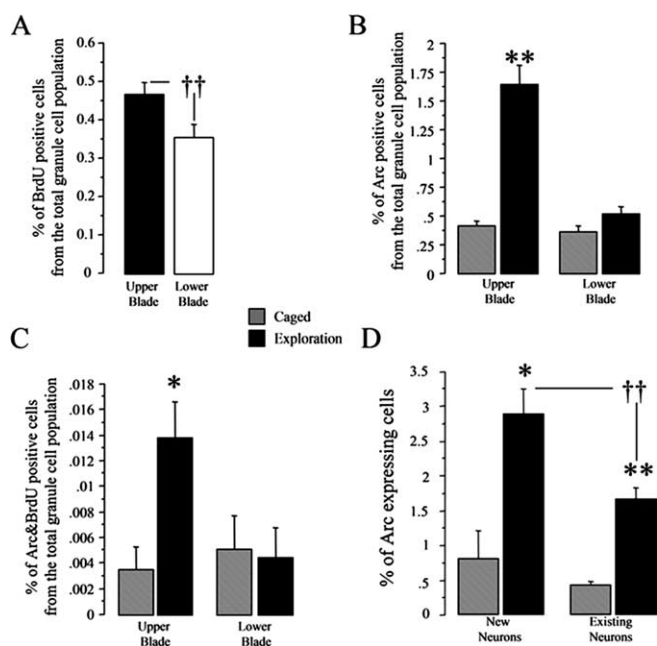 A
% of BrdU positive cells
from the total granule cell population
0.6
0.5
0.4
0.3
0.2
0.1
0
††
Upper
Blade
Lower
Blade
B
% of Arc positive cells
from the total granule cell population
2
1.75
1.5
1.25
1
.75
.5
.25
0
**
Upper
Blade
Lower
Blade
Caged
Exploration
C
% of Arc&BrdU positive cells
from the total granule cell population
.018
.016
.014
.012
.01
.008
.006
.004
.002
0
*
Upper
Blade
Lower
Blade
D
% of Arc expressing cells
3.5
3
2.5
2
1.5
1
.5
0
*
††
**
New
Neurons
Existing
Neurons